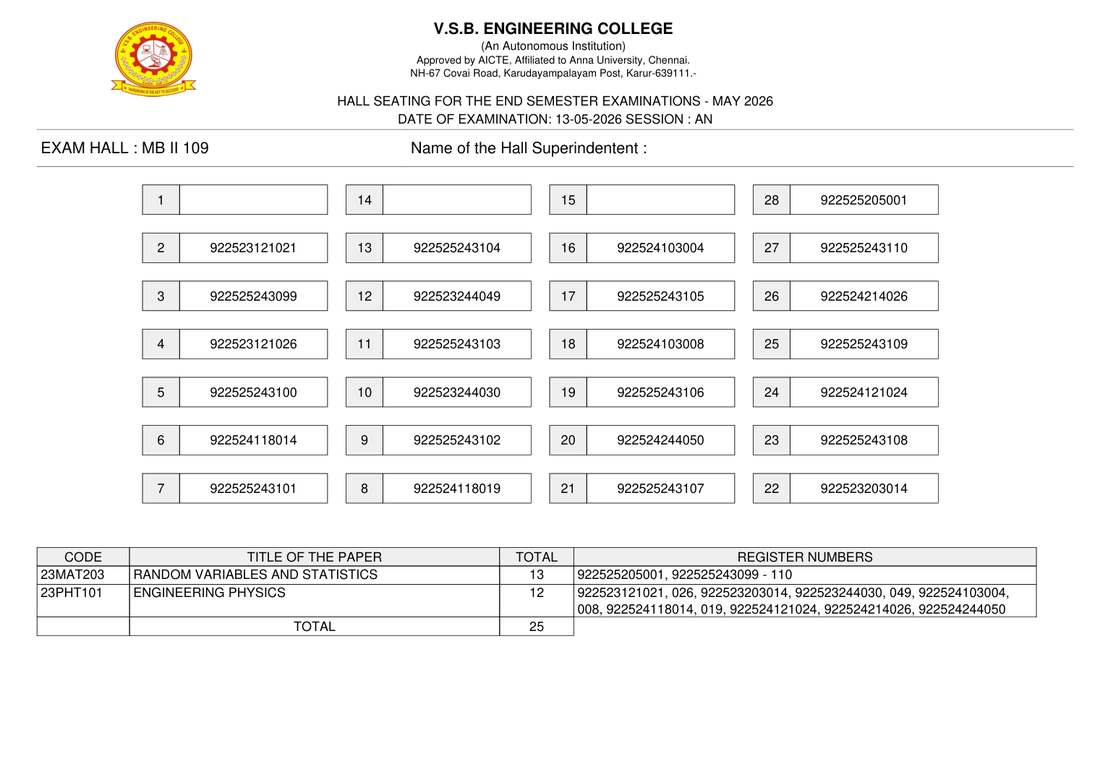 V.S.B. ENGINEERING COLLEGE
(An Autonomous Institution)
Approved by AICTE, Affiliated to Anna University, Chennai.
NH-67 Covai Road, Karudayampalayam Post, Karur-639111.-
HALL SEATING FOR THE END SEMESTER EXAMINATIONS - MAY 2026
DATE OF EXAMINATION: 13-05-2026 SESSION : AN
EXAM HALL : MB II 109 Name of the Hall Superindentent :
1 14 15 28 922525205001
2 922523121021 13 922525243104 16 922524103004 27 922525243110
3 922525243099 12 922523244049 17 922525243105 26 922524214026
4 922523121026 11 922525243103 18 922524103008 25 922525243109
5 922525243100 10 922523244030 19 922525243106 24 922524121024
6 922524118014 9 922525243102 20 922524244050 23 922525243108
7 922525243101 8 922524118019 21 922525243107 22 922523203014
CODE TITLE OF THE PAPER TOTAL REGISTER NUMBERS
23MAT203 RANDOM VARIABLES AND STATISTICS 13 922525205001, 922525243099 - 110
23PHT101 ENGINEERING PHYSICS 12 922523121021, 026, 922523203014, 922523244030, 049, 922524103004,
008, 922524118014, 019, 922524121024, 922524214026, 922524244050
TOTAL 25